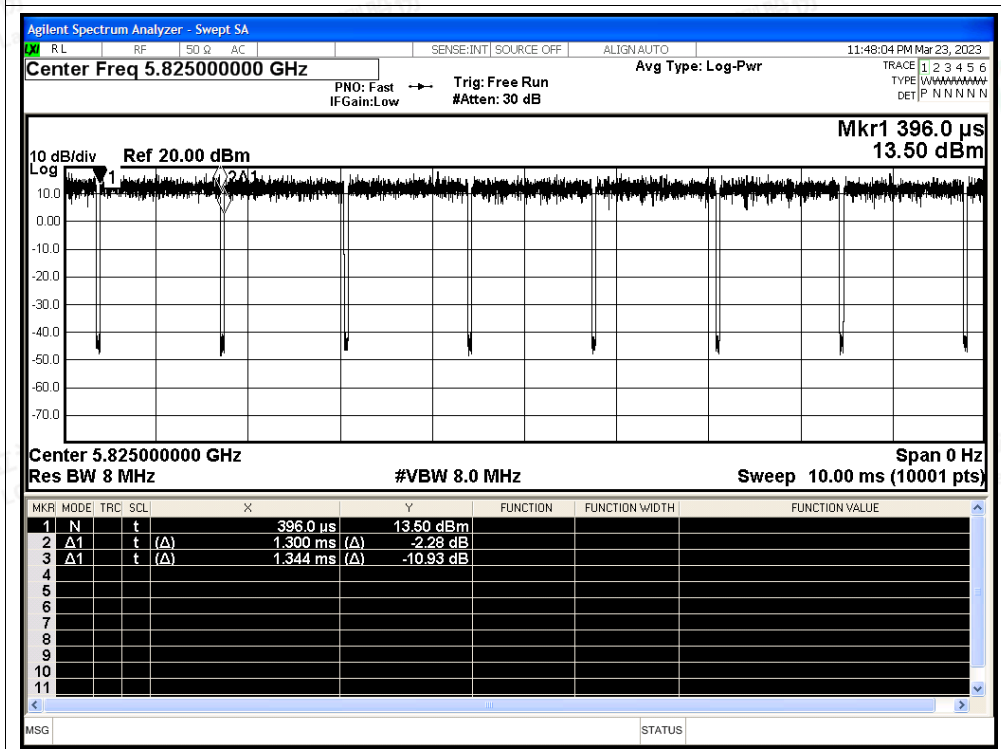 Agilent Spectrum Analyzer - Swept SA
LXI RL RF 50 Ω AC SENSE:INT SOURCE OFF ALIGN AUTO 11:48:04 PM Mar 23, 2023
Center Freq 5.825000000 GHz
PNO: Fast
IFGain:Low
Trig: Free Run
#Atten: 30 dB
Avg Type: Log-Pwr
TRACE 1 2 3 4 5 6
TYPE WWWWWW
DET P N N N N N
Mkr1 396.0 µs
13.50 dBm
10 dB/div Ref 20.00 dBm
Log
1
2Δ1
10.0
0.00
-10.0
-20.0
-30.0
-40.0
-50.0
-60.0
-70.0
Center 5.825000000 GHz Span 0 Hz
Res BW 8 MHz #VBW 8.0 MHz Sweep 10.00 ms (10001 pts)
MKR MODE TRC SCL X Y FUNCTION FUNCTION WIDTH FUNCTION VALUE
1 N t 396.0 µs 13.50 dBm
2 Δ1 t (Δ) 1.300 ms (Δ) -2.28 dB
3 Δ1 t (Δ) 1.344 ms (Δ) -10.93 dB
4
5
6
7
8
9
10
11
MSG STATUS